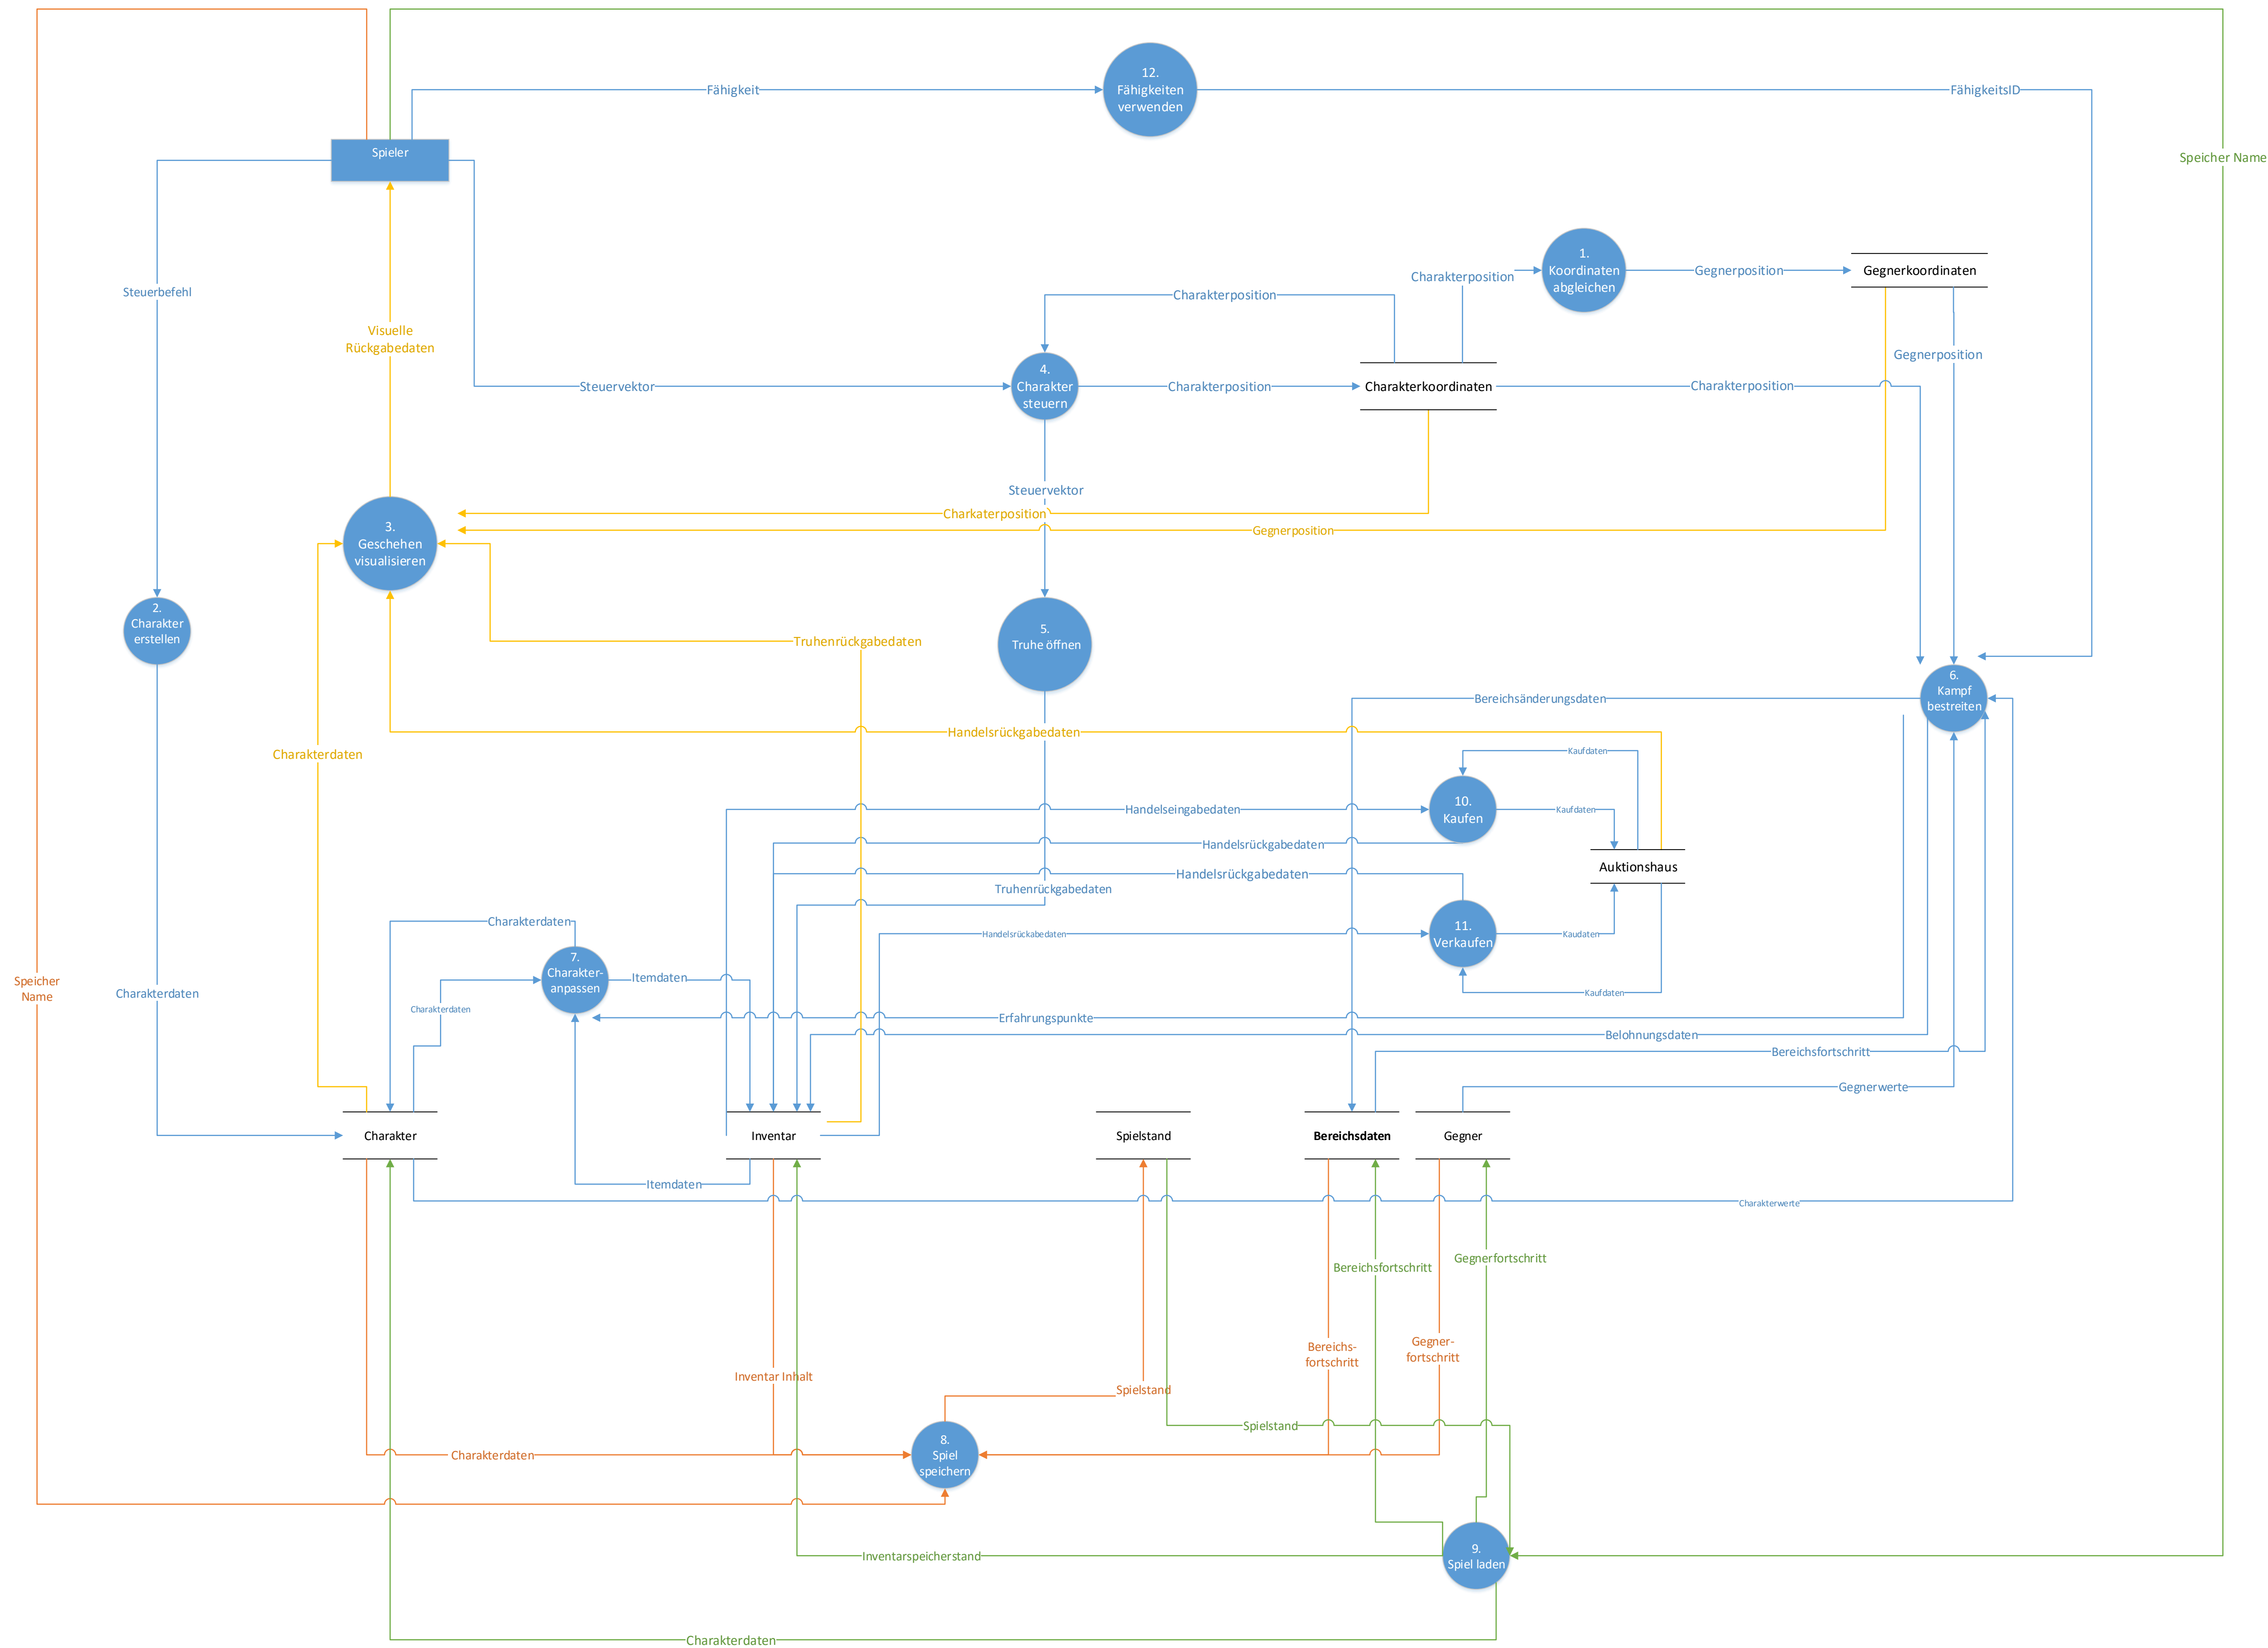 12.
Fähigkeiten
verwenden
Fähigkeit
FähigkeitsID
Spieler
Speicher Name
1.
Koordinaten
abgleichen
Charakterposition
Gegnerposition
Gegnerkoordinaten
Steuerbefehl
Charakterposition
Visuelle
Rückgabedaten
Gegnerposition
4.
Charakter
steuern
Steuervektor
Charakterposition
Charakterkoordinaten
Charakterposition
Steuervektor
Charkaterposition
Gegnerposition
3.
Geschehen
visualisieren
2.
Charakter
erstellen
5.
Truhe öffnen
Truhenrückgabedaten
6.
Kampf
bestreiten
Bereichsänderungsdaten
Handelsrückgabedaten
Charakterdaten
Kaufdaten
10.
Kaufen
Handelseingabedaten
Kaufdaten
Handelsrückgabedaten
Auktionshaus
Handelsrückgabedaten
Truhenrückgabedaten
11.
Verkaufen
Charakterdaten
Handelsrückabedaten
Kaudaten
7.
Charakter-
anpassen
Itemdaten
Speicher
Name
Charakterdaten
Kaufdaten
Charakterdaten
Erfahrungspunkte
Belohnungsdaten
Bereichsfortschritt
Gegnerwerte
Charakter
Inventar
Spielstand
Bereichsdaten
Gegner
Itemdaten
Charakterwerte
Gegnerfortschritt
Bereichsfortschritt
Bereichs-
fortschritt
Gegner-
fortschritt
Inventar Inhalt
Spielstand
Spielstand
8.
Spiel
speichern
Charakterdaten
9.
Spiel laden
Inventarspeicherstand
Charakterdaten